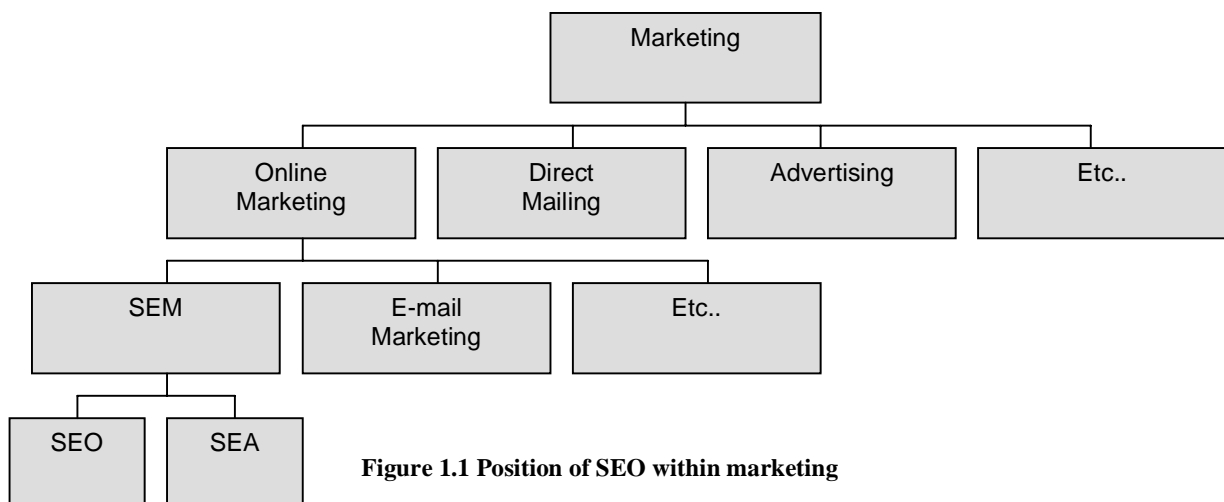 Marketing
Online
Marketing
Direct
Mailing
Advertising
Etc..
SEM
E-mail
Marketing
Etc..
SEO
SEA
Figure 1.1 Position of SEO within marketing